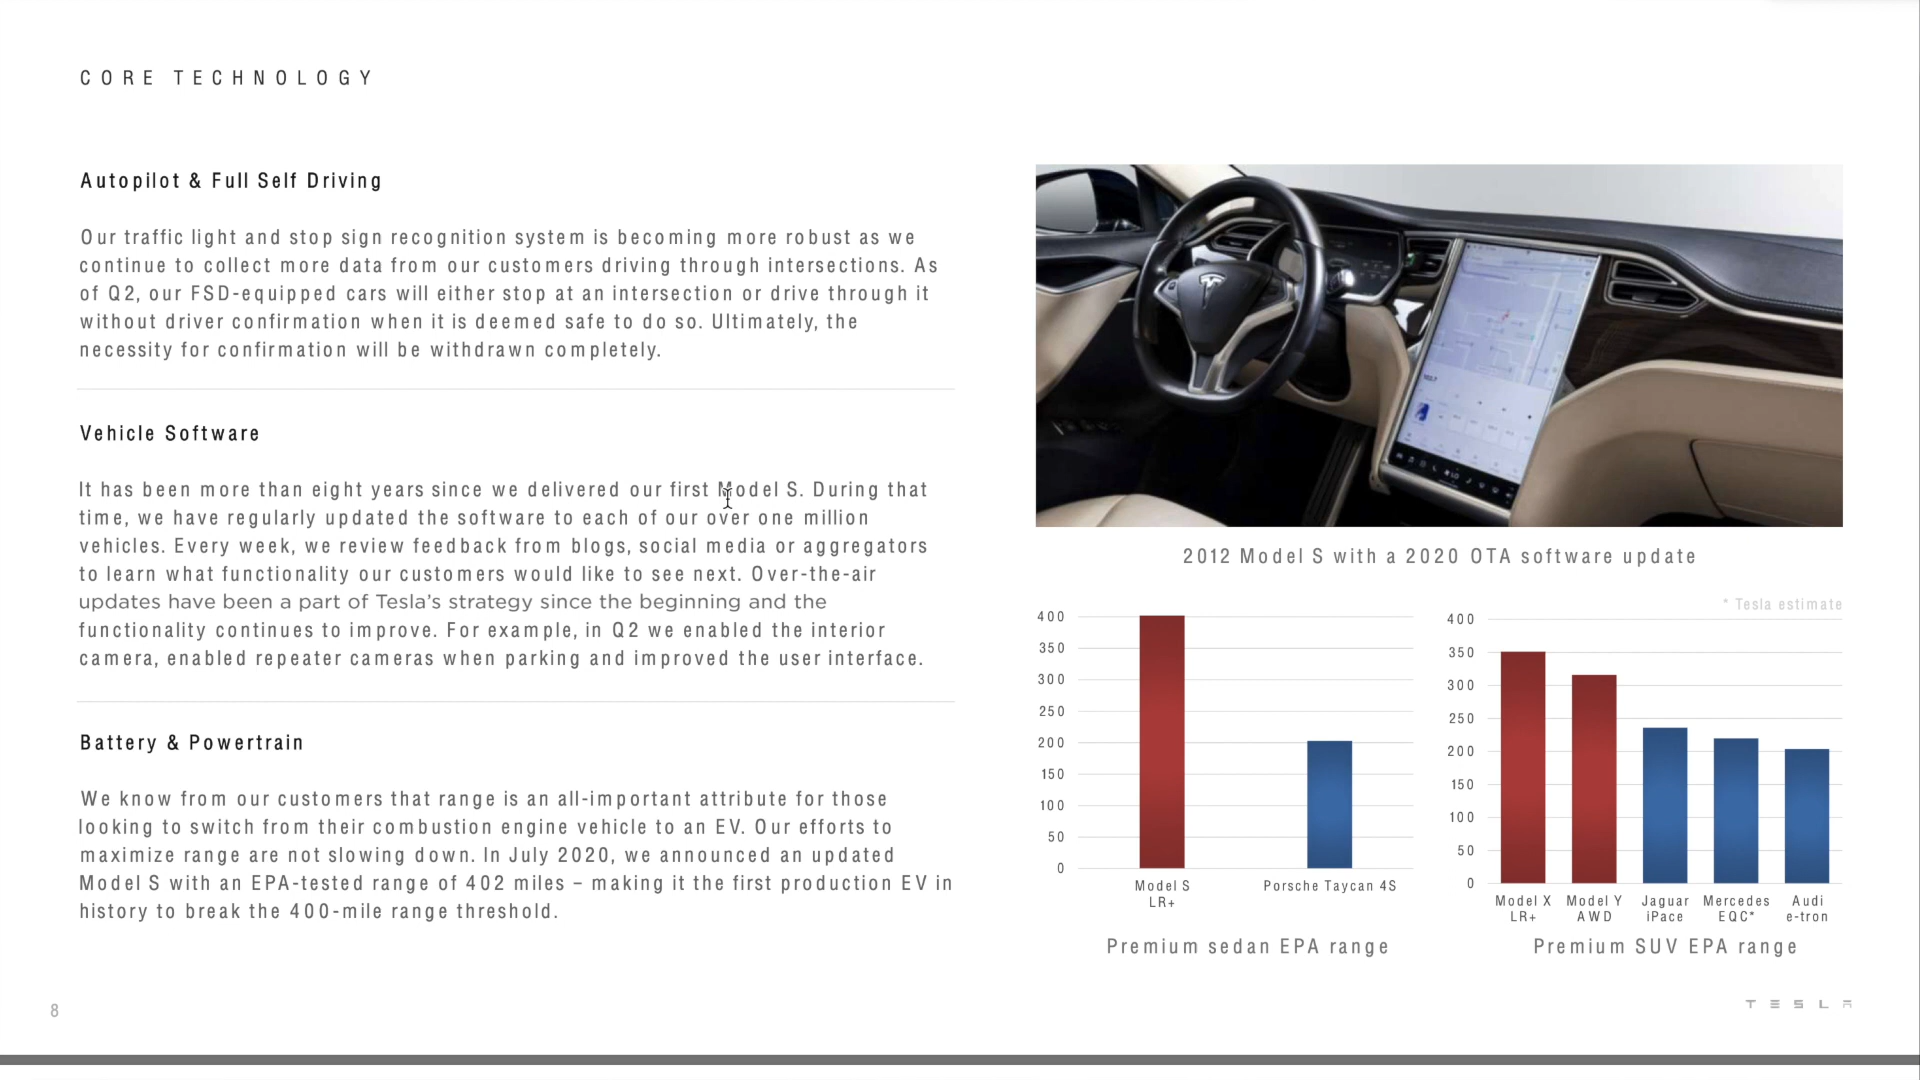 CORE TECHNOLOGY
Autopilot & Full Self Driving
Our traffic light and stop sign recognition system is becoming more robust as we
continue to collect more data from our customers driving through intersections. As
of Q2, our FSD-equipped cars will either stop at an intersection or drive through it
without driver confirmation when it is deemed safe to do so. Ultimately, the
necessity for confirmation will be withdrawn completely.
Vehicle Software
It has been more than eight years since we delivered our first Model S. During that
time, we have regularly updated the software to each of our over one million
vehicles. Every week, we review feedback from blogs, social media or aggregators
to learn what functionality our customers would like to see next. Over-the-air
updates have been a part of Tesla’s strategy since the beginning and the
functionality continues to improve. For example, in Q2 we enabled the interior
camera, enabled repeater cameras when parking and improved the user interface.
Battery & Powertrain
We know from our customers that range is an all-important attribute for those
looking to switch from their combustion engine vehicle to an EV. Our efforts to
maximize range are not slowing down. In July 2020, we announced an updated
Model S with an EPA-tested range of 402 miles – making it the first production EV in
history to break the 400-mile range threshold.
2012 Model S with a 2020 OTA software update
400
350
300
250
200
150
100
50
0
Model S
LR+
Porsche Taycan 4S
Premium sedan EPA range
* Tesla estimate
400
350
300
250
200
150
100
50
0
Model X
LR+
Model Y
AWD
Jaguar
iPace
Mercedes
EQC*
Audi
e-tron
Premium SUV EPA range
8
TESLA